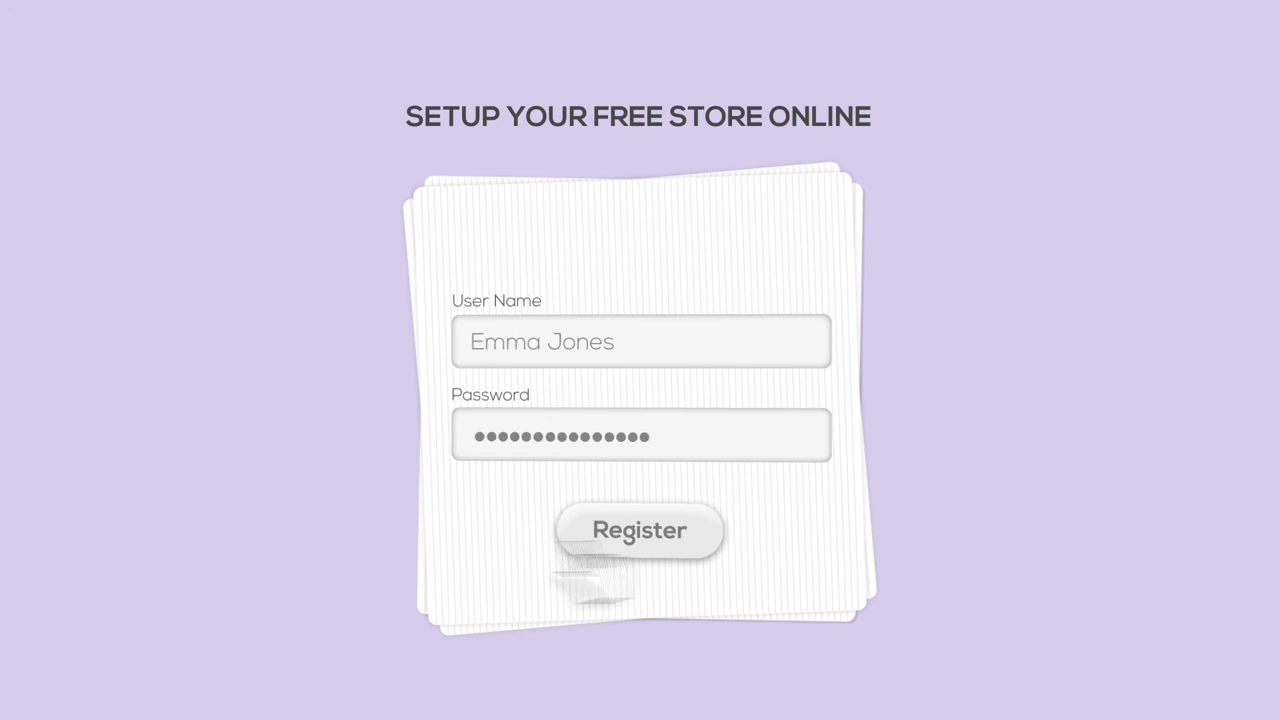 SETUP YOUR FREE STORE ONLINE
User Name
Emma Jones
Password
●●●●●●●●●●●●●●●
Register